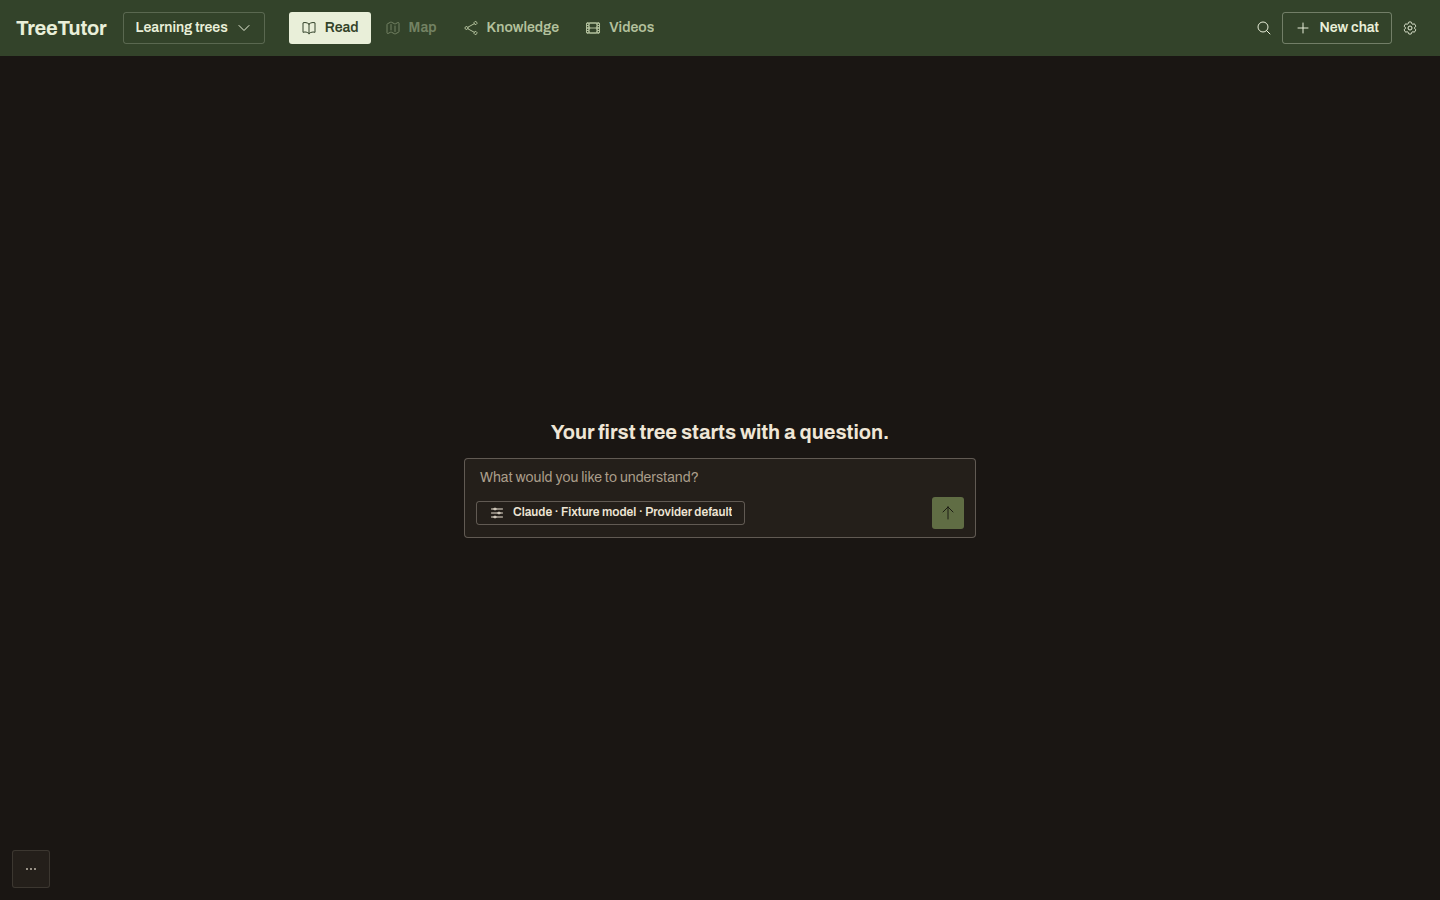 TreeTutor
Learning trees
Read
Map
Knowledge
Videos
New chat
Your first tree starts with a question.
What would you like to understand?
Claude · Fixture model · Provider default